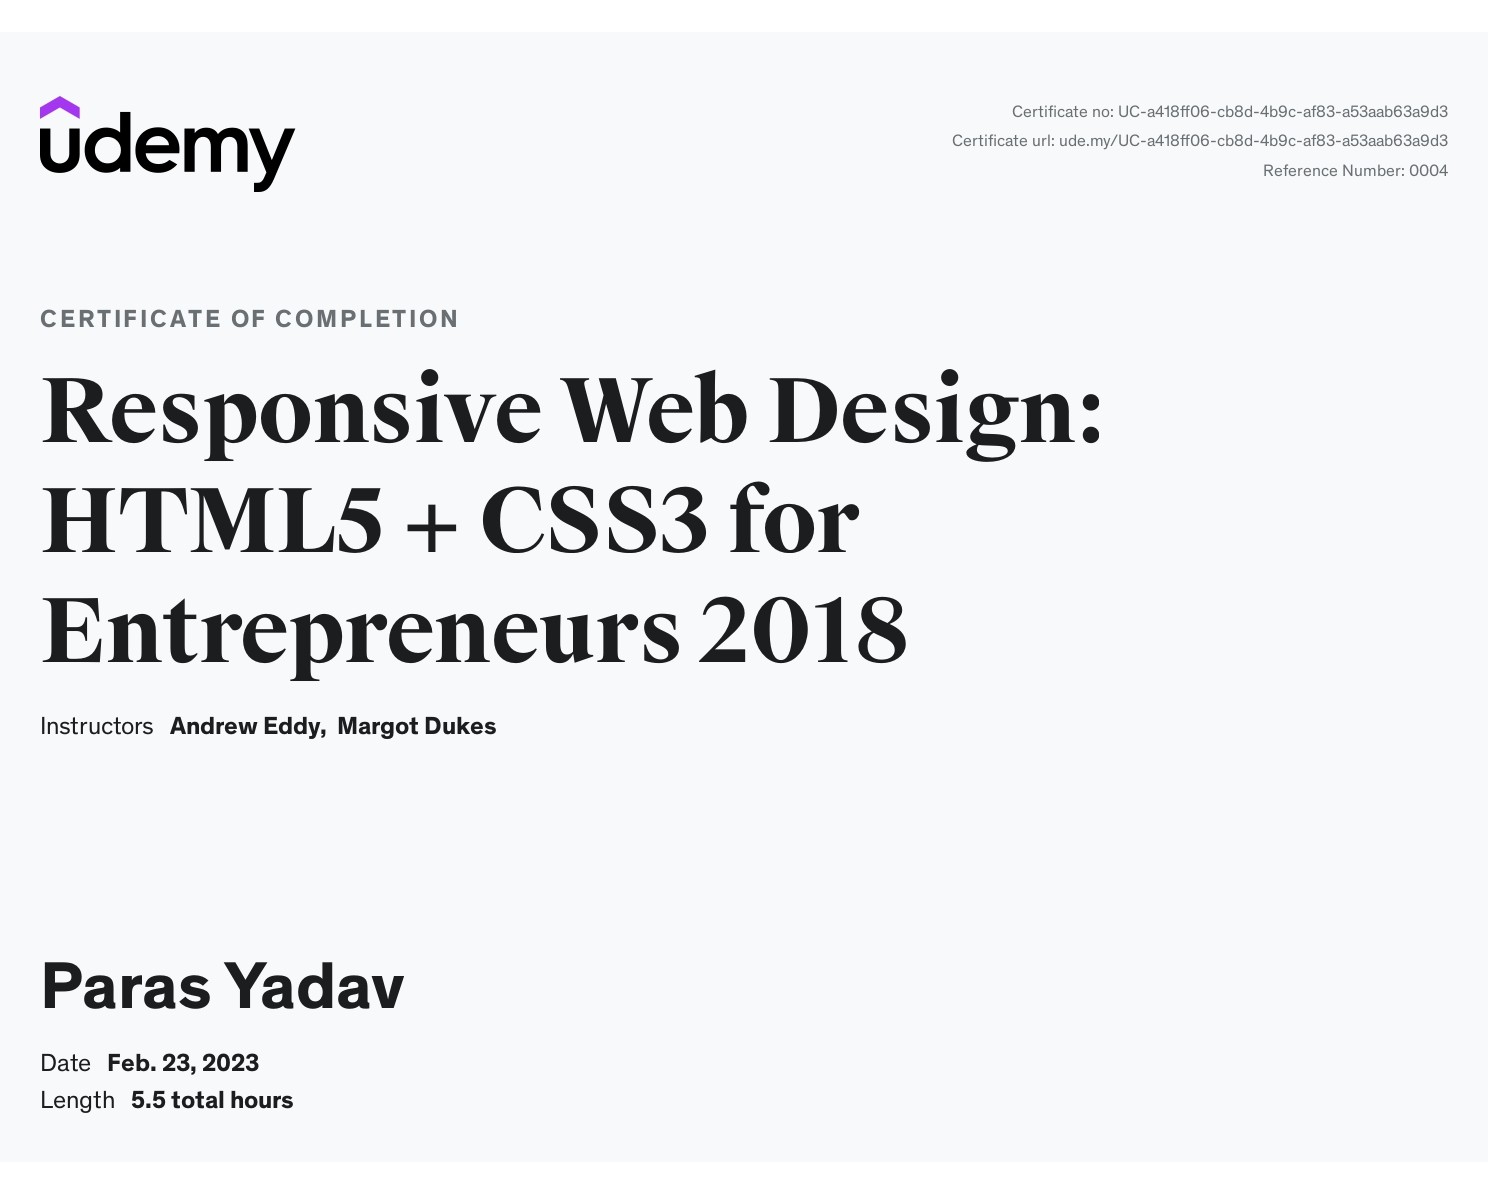 udemy
Certificate no: UC-a418ff06-cb8d-4b9c-af83-a53aab63a9d3
Certificate url: ude.my/UC-a418ff06-cb8d-4b9c-af83-a53aab63a9d3
Reference Number: 0004
CERTIFICATE OF COMPLETION
Responsive Web Design:
HTML5 + CSS3 for
Entrepreneurs 2018
Instructors Andrew Eddy, Margot Dukes
Paras Yadav
Date Feb. 23, 2023
Length 5.5 total hours